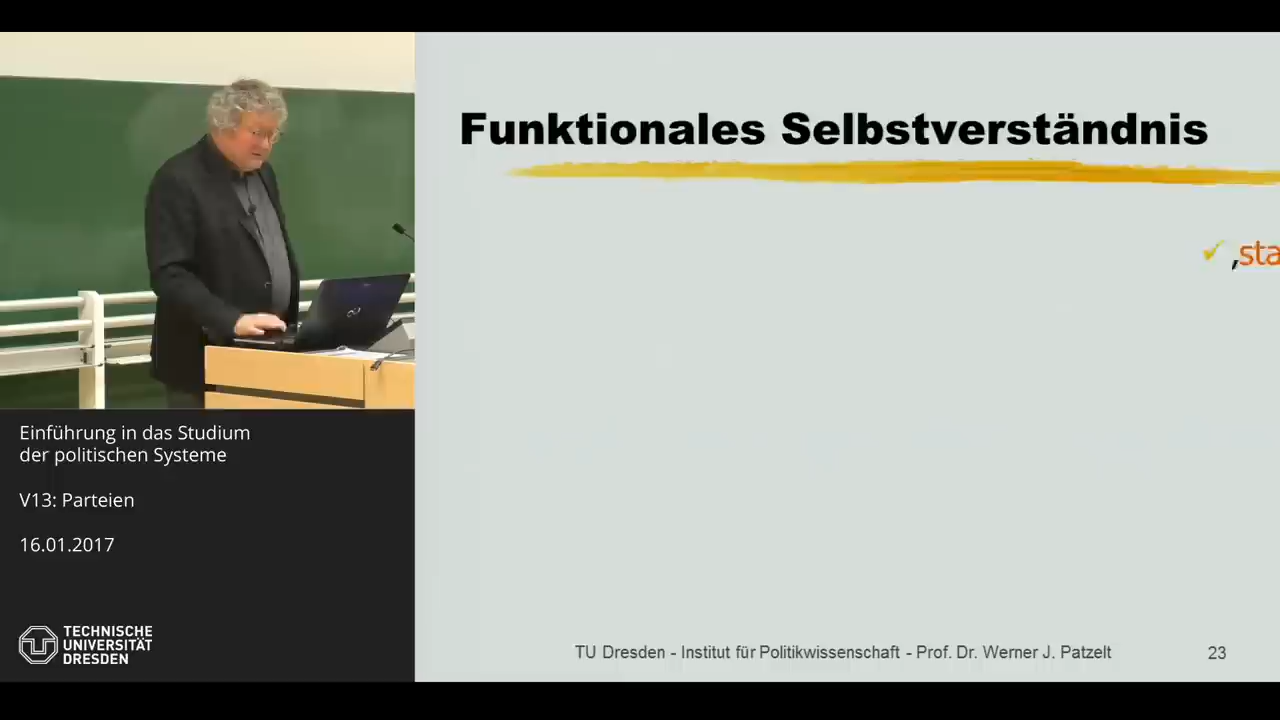 Funktionales Selbstverständnis
✓ ‚sta
Einführung in das Studium
der politischen Systeme
V13: Parteien
16.01.2017
TECHNISCHE
UNIVERSITÄT
DRESDEN
TU Dresden - Institut für Politikwissenschaft - Prof. Dr. Werner J. Patzelt
23